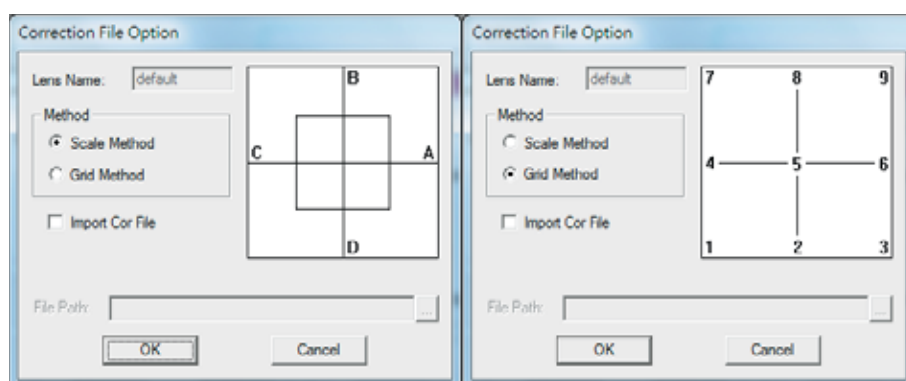 Correction File Option
Lens Name: default
Method
Scale Method
Grid Method
Import Cor File
B
C A
D
File Path: ...
OK Cancel
Correction File Option
Lens Name: default
Method
Scale Method
Grid Method
Import Cor File
7 8 9
4 5 6
1 2 3
File Path: ...
OK Cancel